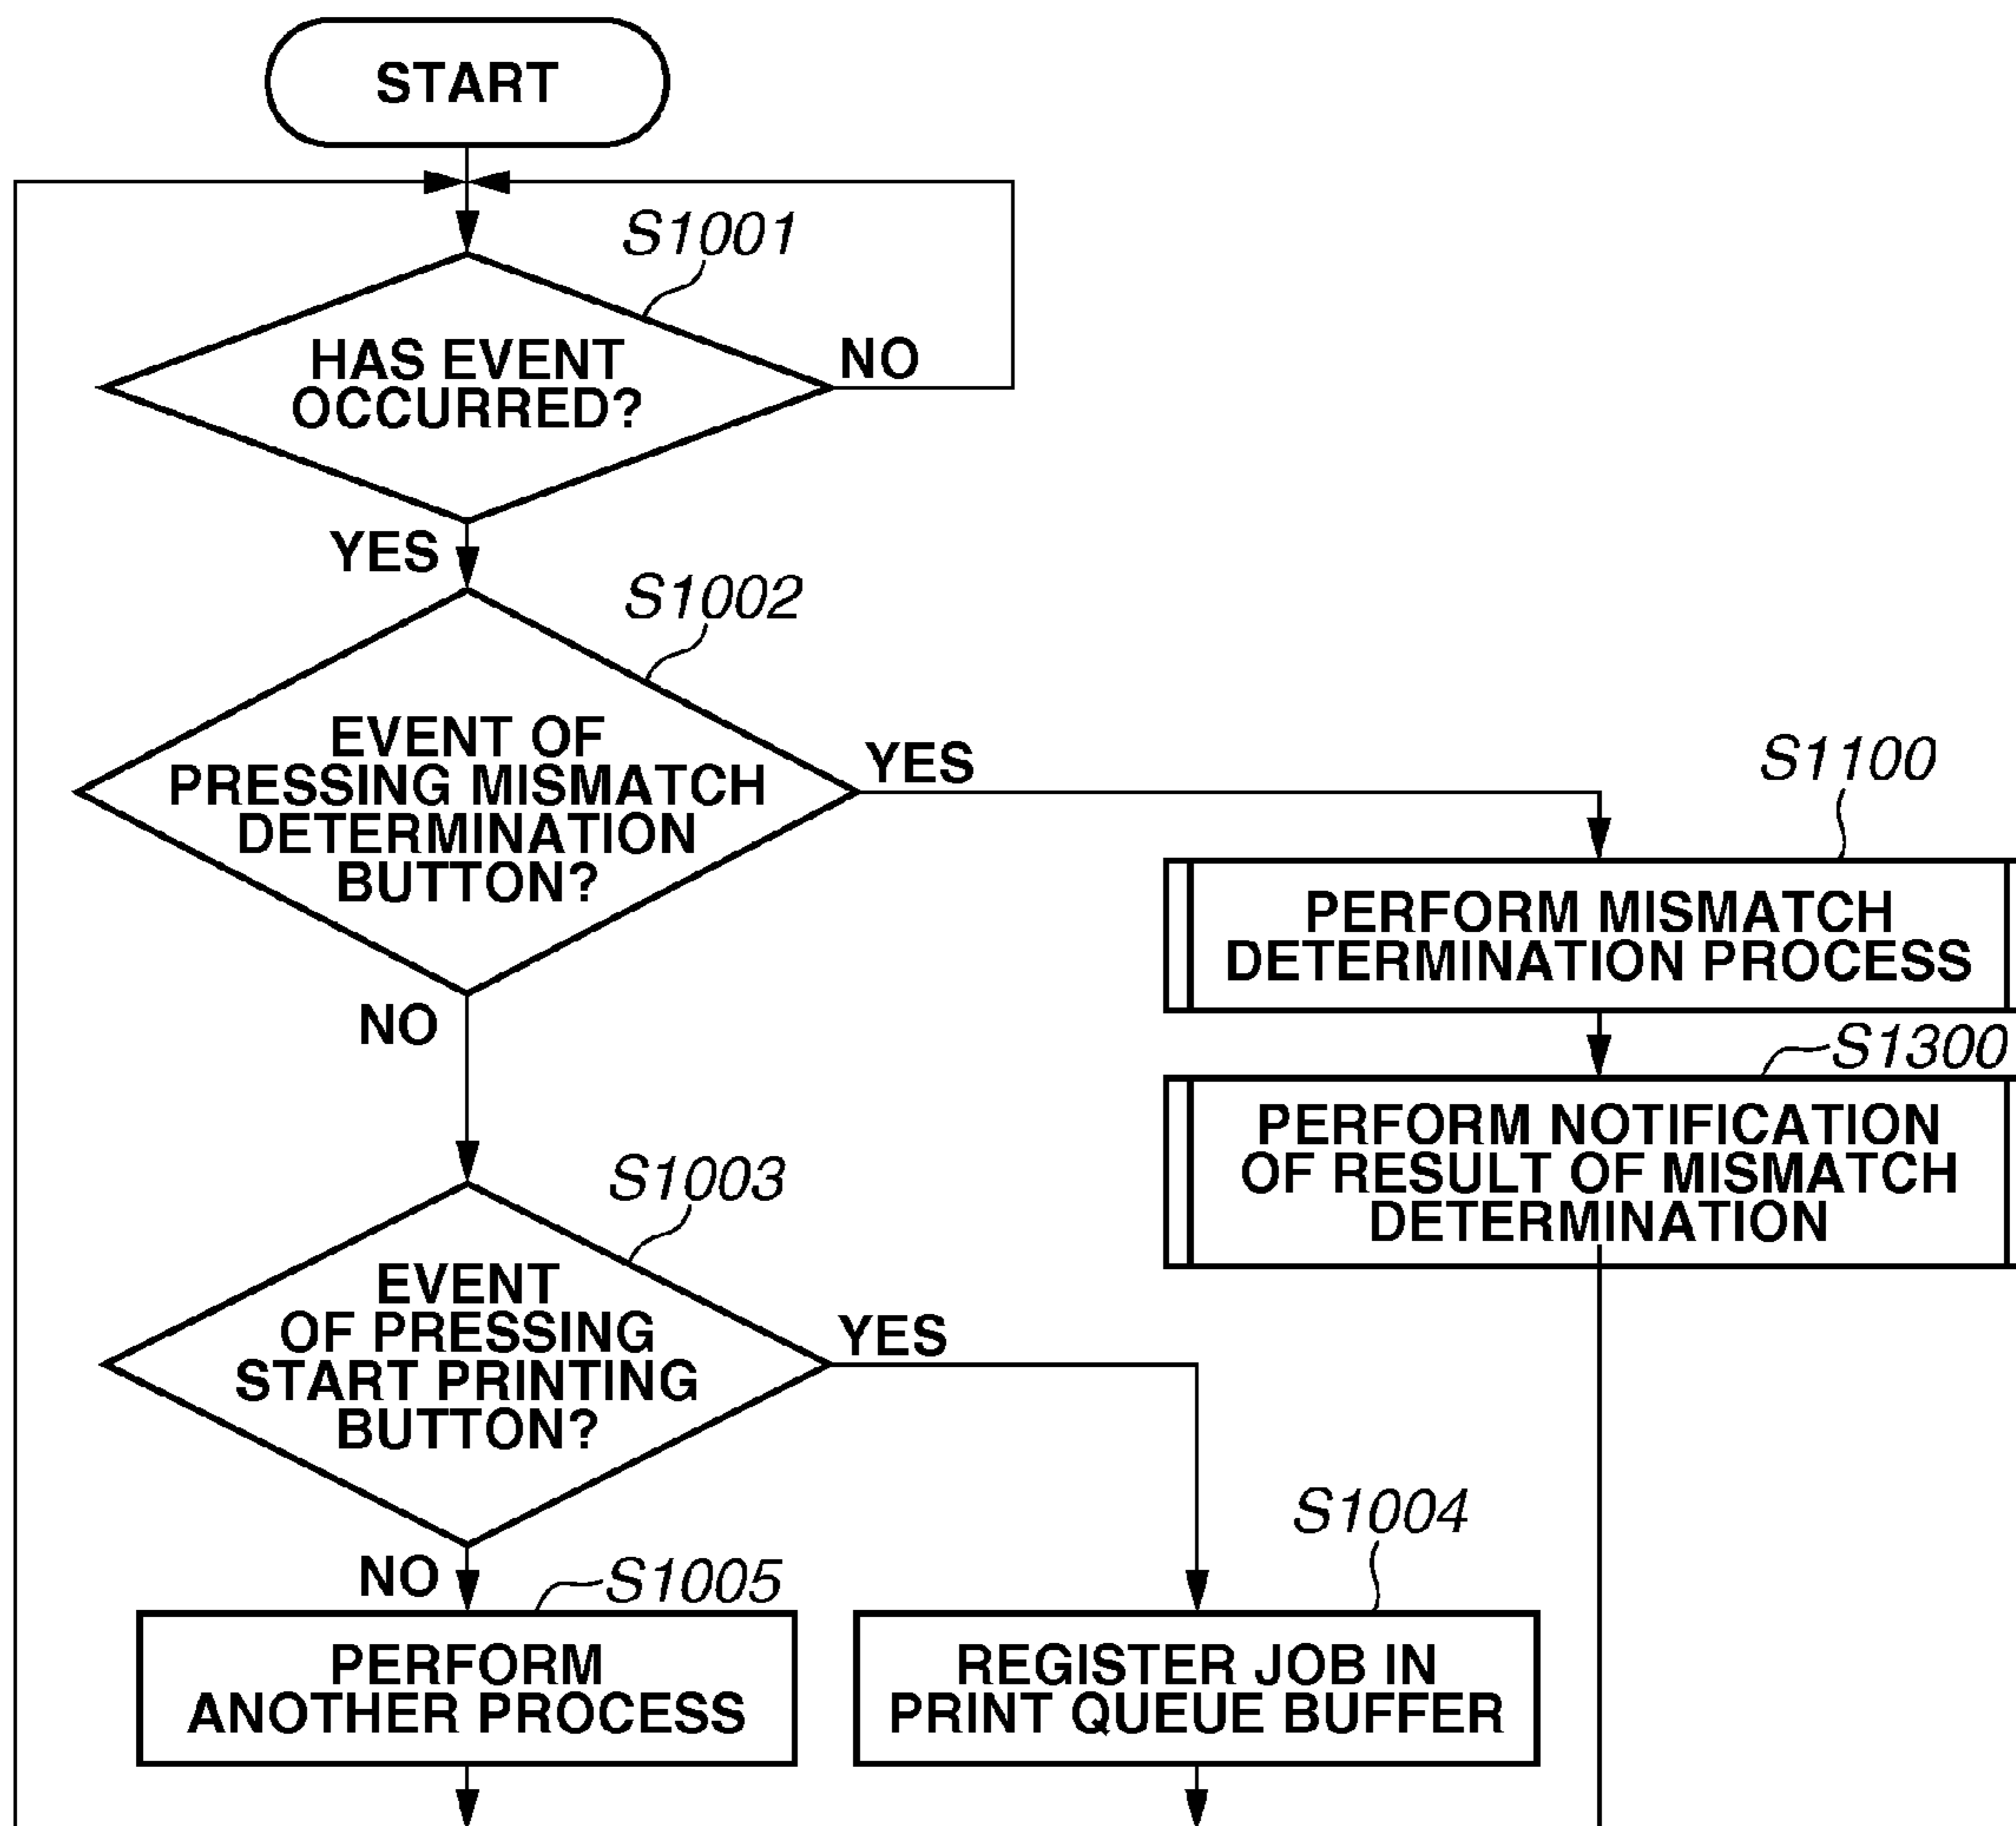 START
S1001
HAS EVENT
OCCURRED?
NO
YES
S1002
EVENT OF
PRESSING MISMATCH
DETERMINATION
BUTTON?
YES
NO
S1100
PERFORM MISMATCH
DETERMINATION PROCESS
S1300
PERFORM NOTIFICATION
OF RESULT OF MISMATCH
DETERMINATION
S1003
EVENT
OF PRESSING
START PRINTING
BUTTON?
YES
NO
S1005
PERFORM
ANOTHER PROCESS
S1004
REGISTER JOB IN
PRINT QUEUE BUFFER